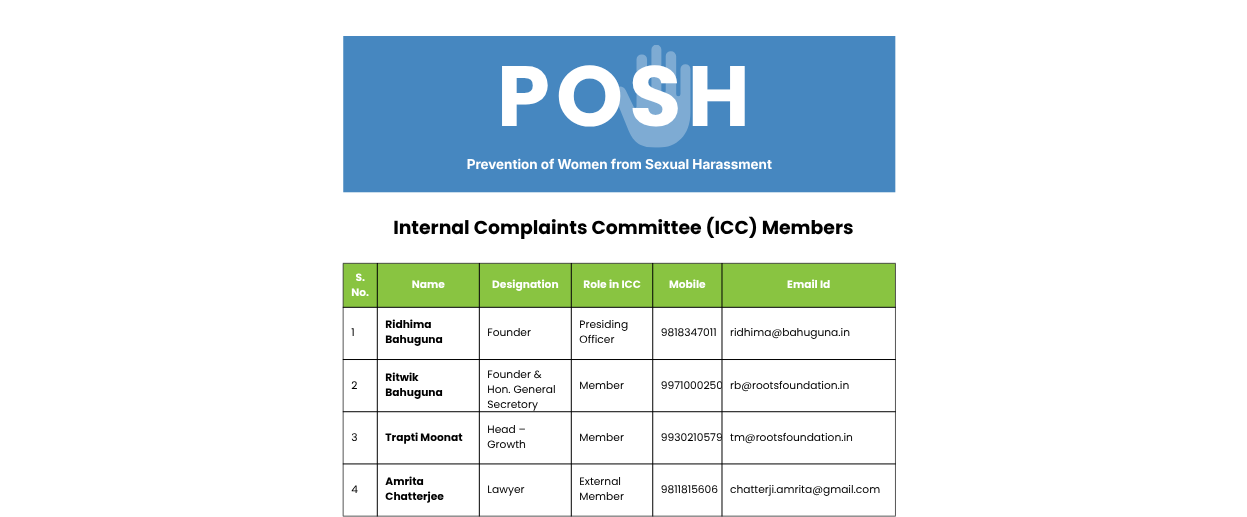 POSH
Prevention of Women from Sexual Harassment
Internal Complaints Committee (ICC) Members
S. No. Name Designation Role in ICC Mobile Email Id
1 Ridhima Bahuguna Founder Presiding Officer 9818347011 ridhima@bahuguna.in
2 Ritwik Bahuguna Founder & Hon. General Secretary Member 9971000250 rb@rootsfoundation.in
3 Trapti Moonat Head – Growth Member 9930210579 tm@rootsfoundation.in
4 Amrita Chatterjee Lawyer External Member 9811815606 chatterji.amrita@gmail.com